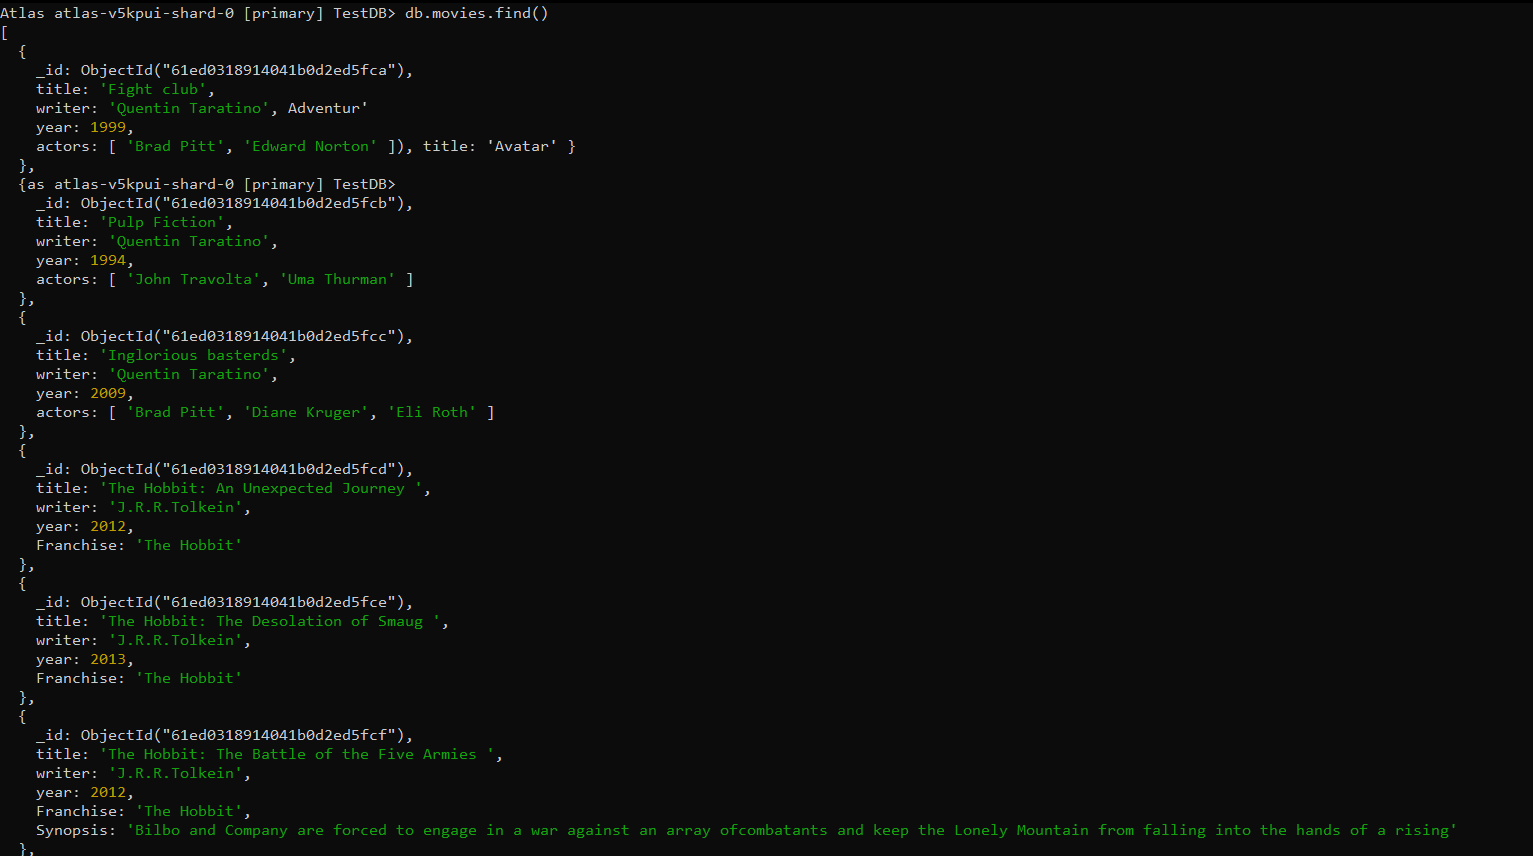 Atlas atlas-v5kpui-shard-0 [primary] TestDB> db.movies.find()
[
  {
    _id: ObjectId("61ed0318914041b0d2ed5fca"),
    title: 'Fight club',
    writer: 'Quentin Taratino', Adventur'
    year: 1999,
    actors: [ 'Brad Pitt', 'Edward Norton' ]), title: 'Avatar' }
  },
  {as atlas-v5kpui-shard-0 [primary] TestDB>
    _id: ObjectId("61ed0318914041b0d2ed5fcb"),
    title: 'Pulp Fiction',
    writer: 'Quentin Taratino',
    year: 1994,
    actors: [ 'John Travolta', 'Uma Thurman' ]
  },
  {
    _id: ObjectId("61ed0318914041b0d2ed5fcc"),
    title: 'Inglorious basterds',
    writer: 'Quentin Taratino',
    year: 2009,
    actors: [ 'Brad Pitt', 'Diane Kruger', 'Eli Roth' ]
  },
  {
    _id: ObjectId("61ed0318914041b0d2ed5fcd"),
    title: 'The Hobbit: An Unexpected Journey ',
    writer: 'J.R.R.Tolkein',
    year: 2012,
    Franchise: 'The Hobbit'
  },
  {
    _id: ObjectId("61ed0318914041b0d2ed5fce"),
    title: 'The Hobbit: The Desolation of Smaug ',
    writer: 'J.R.R.Tolkein',
    year: 2013,
    Franchise: 'The Hobbit'
  },
  {
    _id: ObjectId("61ed0318914041b0d2ed5fcf"),
    title: 'The Hobbit: The Battle of the Five Armies ',
    writer: 'J.R.R.Tolkein',
    year: 2012,
    Franchise: 'The Hobbit',
    Synopsis: 'Bilbo and Company are forced to engage in a war against an array ofcombatants and keep the Lonely Mountain from falling into the hands of a rising'
  },